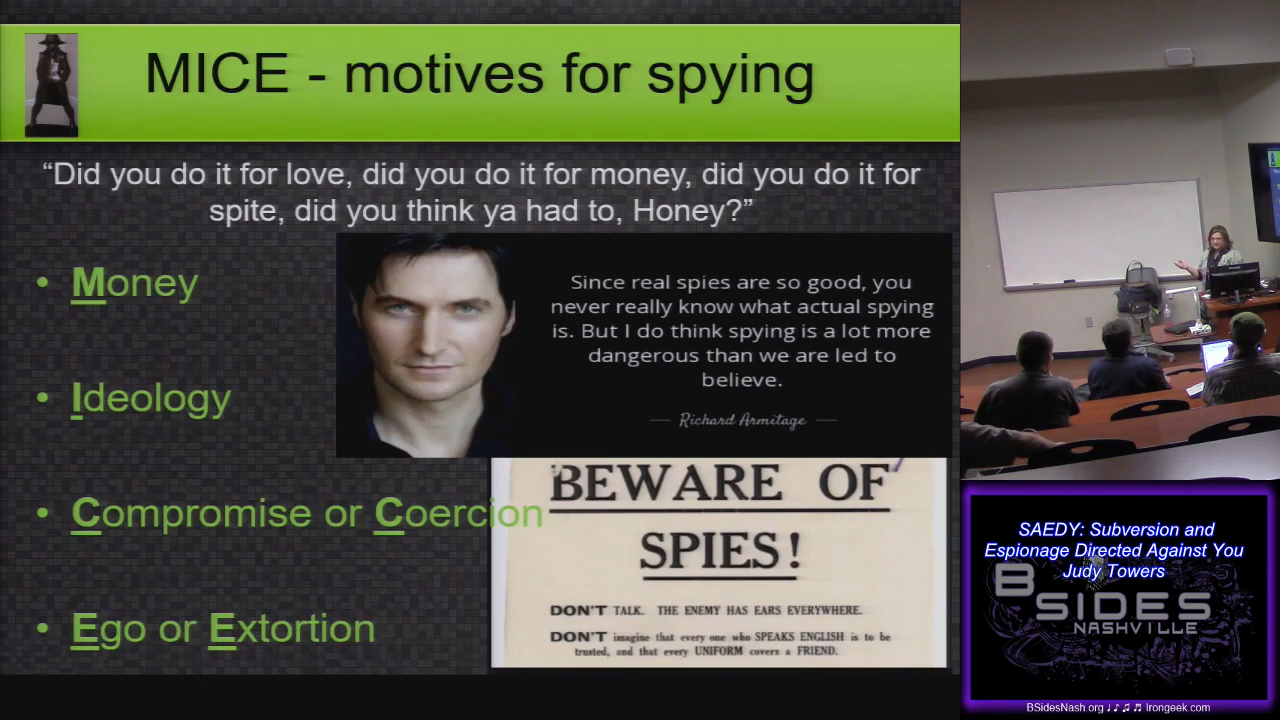 MICE - motives for spying
“Did you do it for love, did you do it for money, did you do it for
spite, did you think ya had to, Honey?”
• Money
• Ideology
• Compromise or Coercion
• Ego or Extortion
Since real spies are so good, you
never really know what actual spying
is. But I do think spying is a lot more
dangerous than we are led to
believe.
Richard Armitage
BEWARE OF
SPIES!
DON'T TALK. THE ENEMY HAS EARS EVERYWHERE.
DON'T imagine that every one who SPEAKS ENGLISH is to be
trusted, and that every UNIFORM covers a FRIEND.
SAEDY: Subversion and
Espionage Directed Against You
Judy Towers
BSIDES
NASHVILLE
BSidesNash.org ♩ ♪ ♫ ♬ Irongeek.com